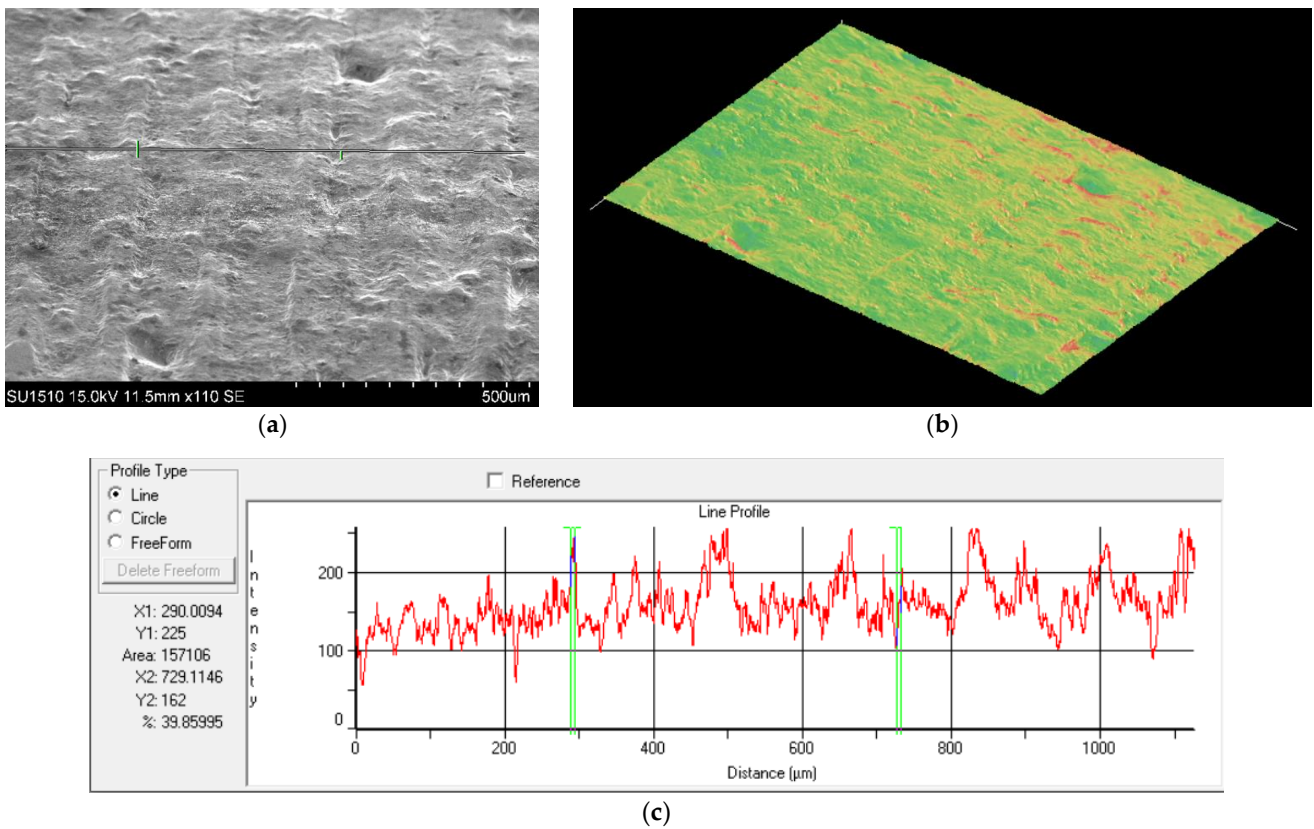 SU1510 15.0kV 11.5mm x110 SE 500um
(a)
(b)
Profile Type
Line
Circle
FreeForm
Delete Freeform
X1: 290.0094
Y1: 225
Area: 157106
X2: 729.1146
Y2: 162
%: 39.85995
Reference
Line Profile
Intensity
200
100
0
0 200 400 600 800 1000
Distance (µm)
(c)